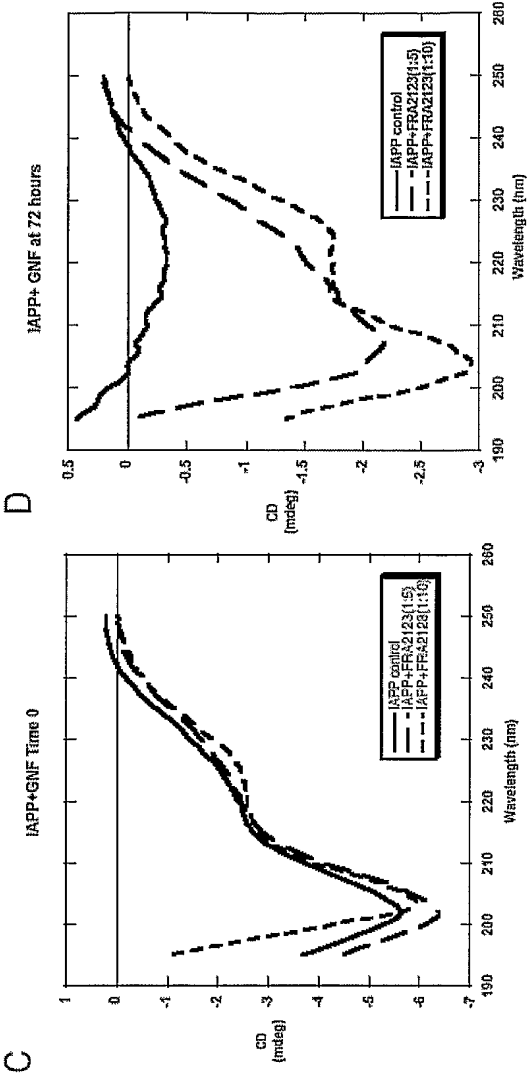 C
IAPP+GNF Time 0
1
0
-1
-2
-3
-4
-5
-6
-7
CD
(mdeg)
190
200
210
220
230
240
250
260
Wavelength (nm)
IAPP control
IAPP+FRA2123(1:5)
IAPP+FRA2123(1:10)
D
IAPP+ GNF at 72 hours
0.5
0
-0.5
-1
-1.5
-2
-2.5
-3
CD
(mdeg)
190
200
210
220
230
240
250
260
Wavelength (nm)
IAPP control
IAPP+FRA2123(1:5)
IAPP+FRA2123(1:10)